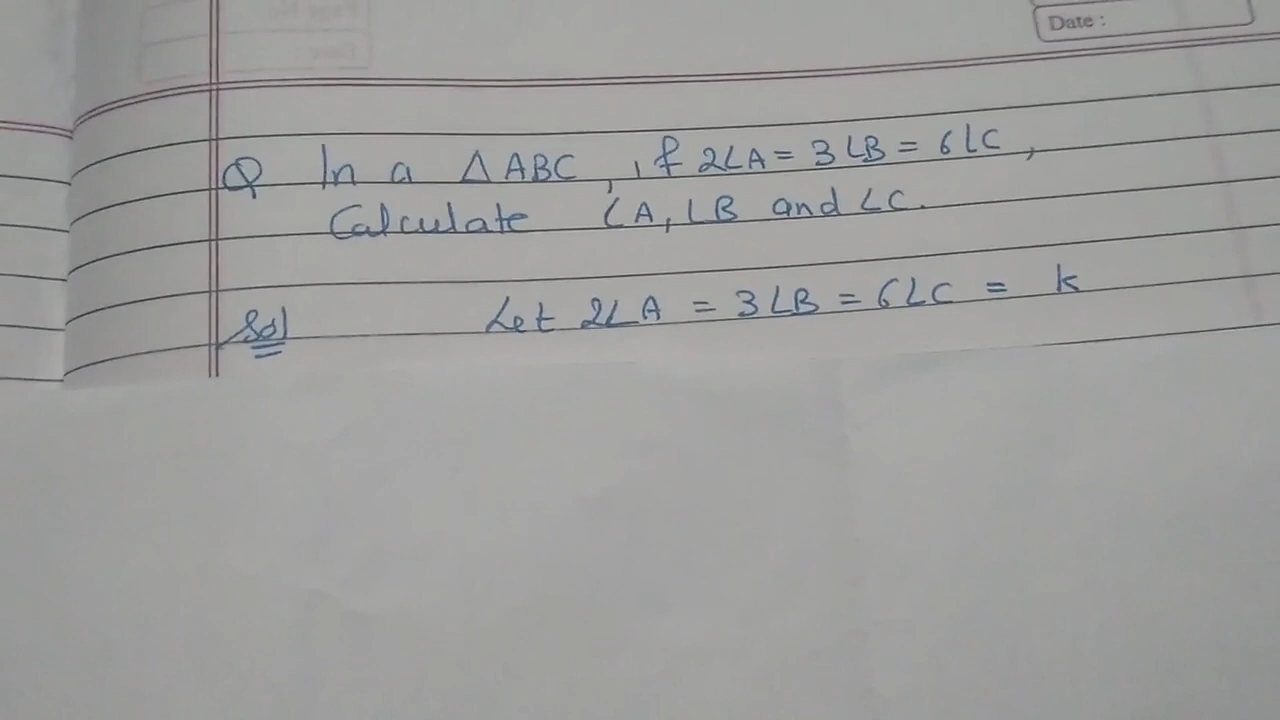 Date :
Q In a △ABC, if 2∠A = 3∠B = 6∠C,
Calculate ∠A, ∠B and ∠C.
Sol Let 2∠A = 3∠B = 6∠C = k